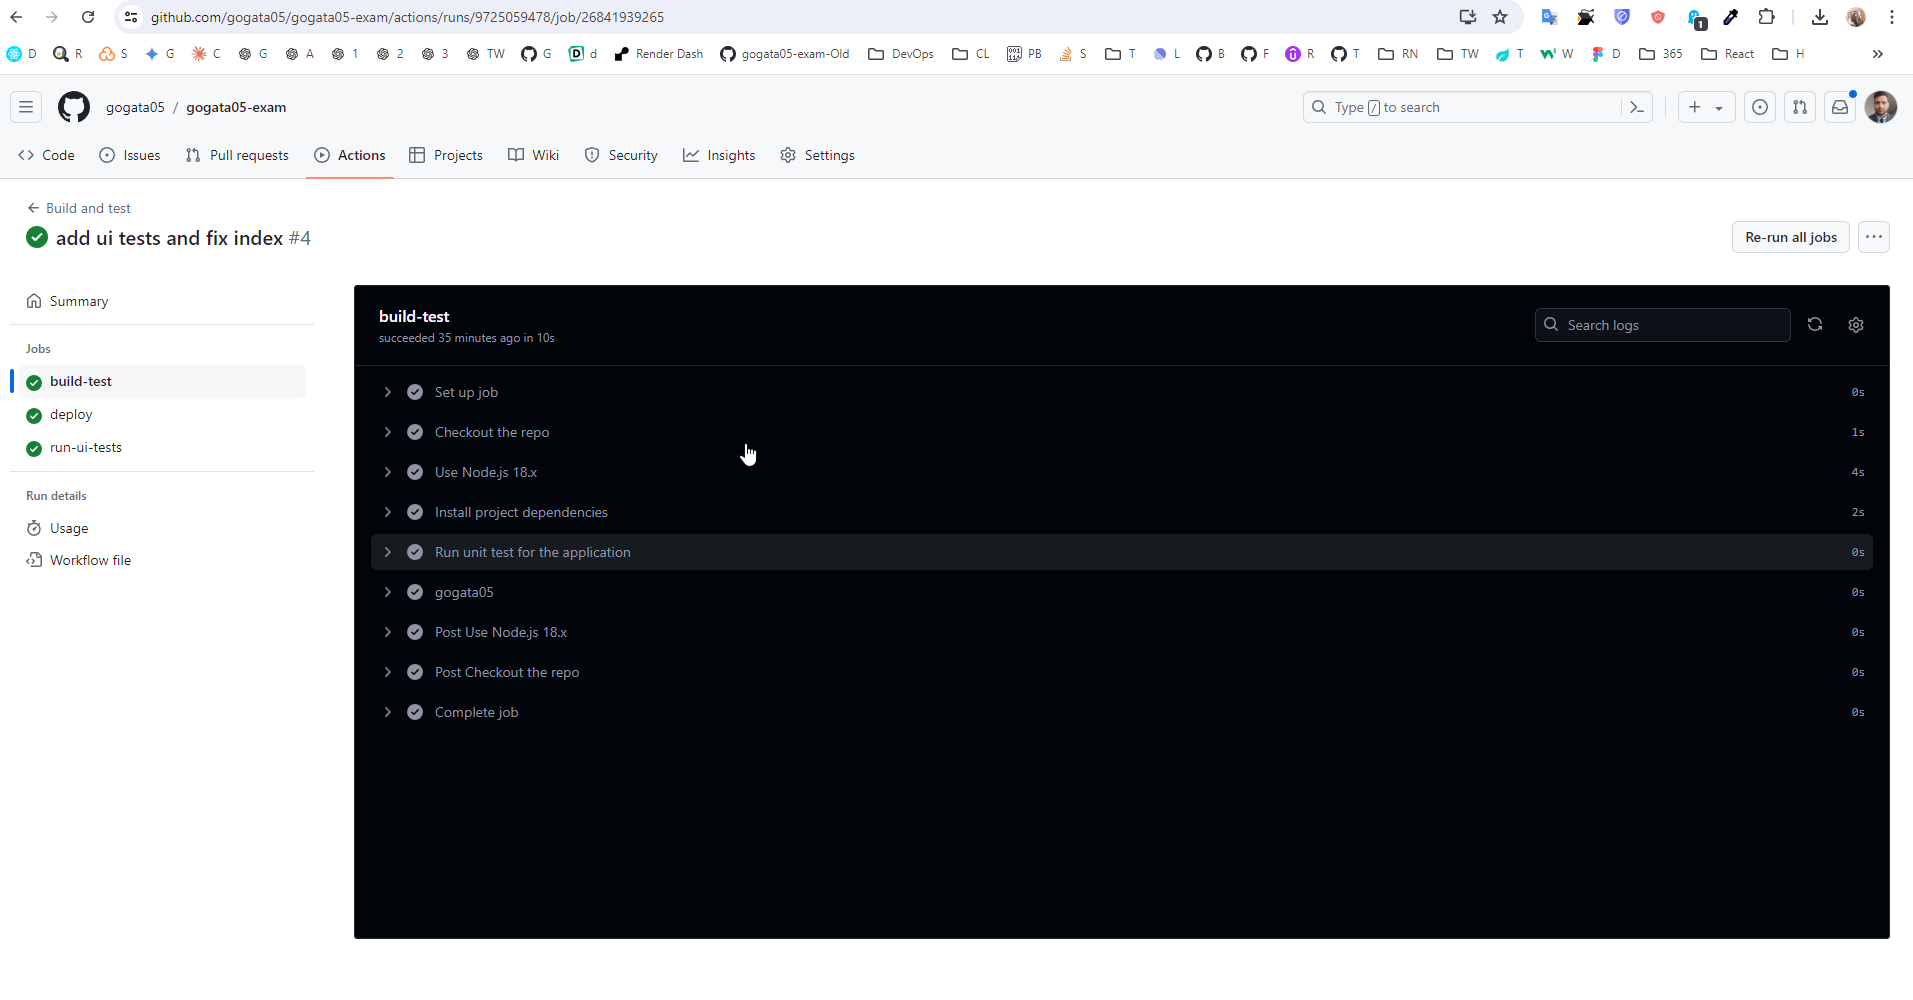 github.com/gogata05/gogata05-exam/actions/runs/9725059478/job/26841939265
1
D R S G C G A 1 2 3 TW G d Render Dash gogata05-exam-Old DevOps CL PB S T L B F R T RN TW T W D 365 React H »
gogata05 / gogata05-exam
Type / to search
Code Issues Pull requests Actions Projects Wiki Security Insights Settings
Build and test
add ui tests and fix index #4
Re-run all jobs
Summary
Jobs
build-test
deploy
run-ui-tests
Run details
Usage
Workflow file
build-test
succeeded 35 minutes ago in 10s
Search logs
Set up job 0s
Checkout the repo 1s
Use Node.js 18.x 4s
Install project dependencies 2s
Run unit test for the application 0s
gogata05 0s
Post Use Node.js 18.x 0s
Post Checkout the repo 0s
Complete job 0s